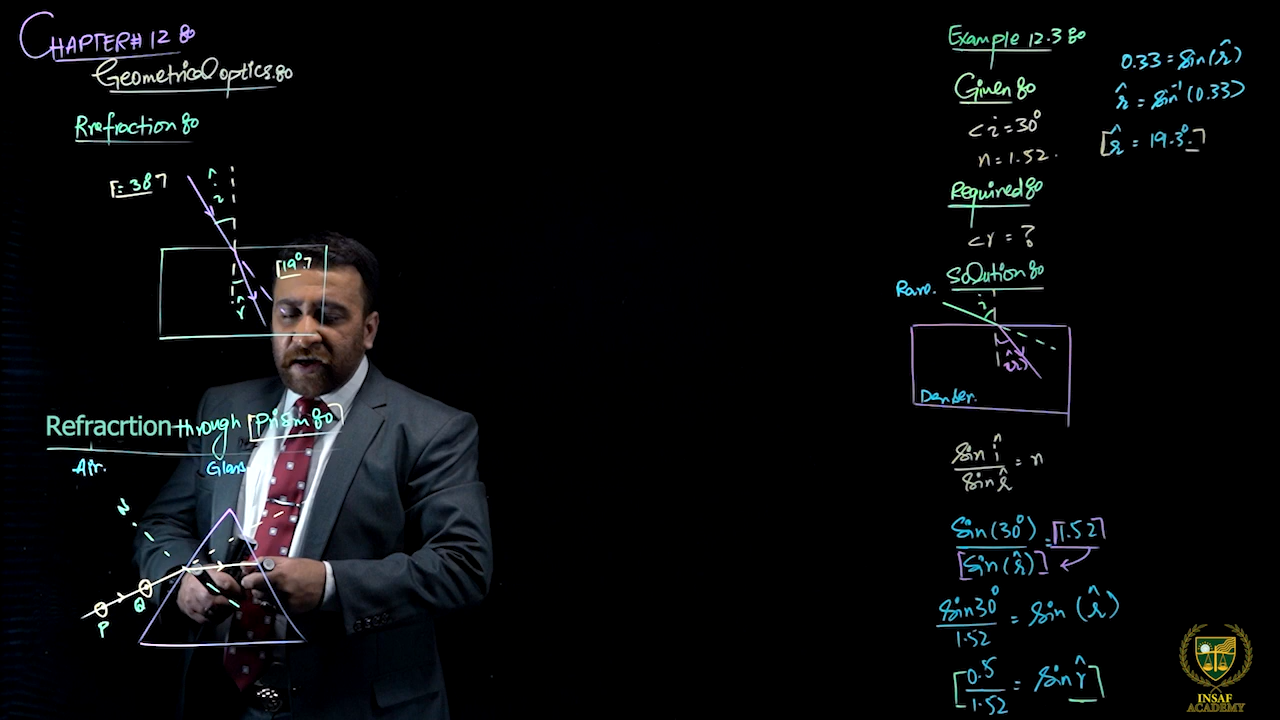 CHAPTER# 12 :
Geometrical optics :
Rrefraction :
[= 38°]
î
[19°.]
r̂
Refracrtion through [Prism :]
Air.
Glass
N
P
Q
Example 12.3 :
Given :
<i = 30°
n = 1.52.
Required :
<r = ?
Solution :
Rare.
i
Denser.
sin î / sin r̂ = n
Sin(30°) / [Sin(r̂)] = [1.52]
sin30° / 1.52 = sin (r̂)
[0.5 / 1.52 = sin r̂]
0.33 = sin(r̂)
r̂ = sin⁻¹(0.33)
[r̂ = 19.3°.]
INSAF
ACADEMY